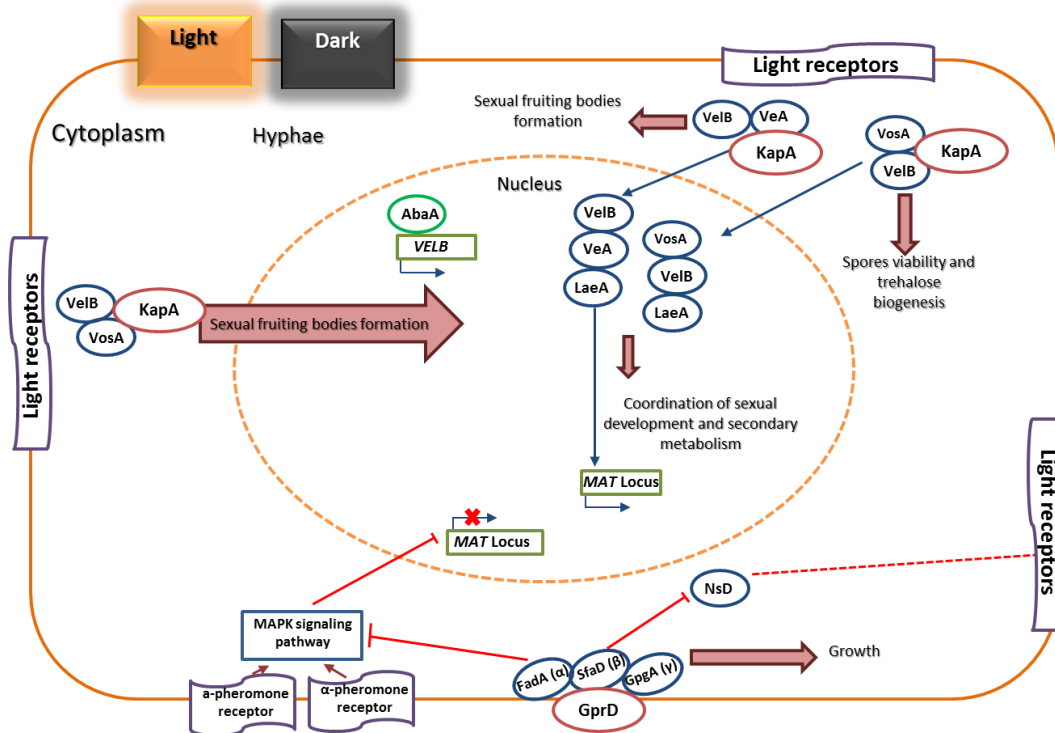 Light
Dark
Light receptors
Cytoplasm
Hyphae
Sexual fruiting bodies
formation
VelB
VeA
KapA
VosA
VelB
KapA
Nucleus
AbaA
VELB
VelB
VeA
LaeA
VosA
VelB
LaeA
Spores viability and
trehalose
biogenesis
Light receptors
VelB
KapA
VosA
Sexual fruiting bodies formation
Coordination of sexual
development and secondary
metabolism
MAT Locus
MAT Locus
Light receptors
NsD
MAPK signaling
pathway
a-pheromone
receptor
α-pheromone
receptor
FadA (α)
SfaD (β)
GpgA (γ)
GprD
Growth